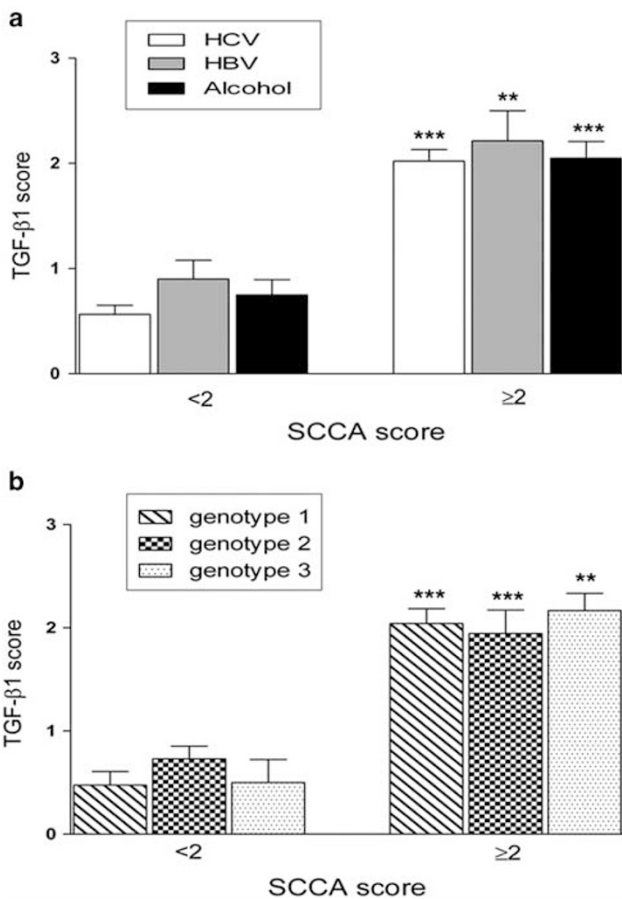 a
HCV
HBV
Alcohol
3
2
1
0
TGF-β1 score
***
**
***
<2
≥2
SCCA score
b
genotype 1
genotype 2
genotype 3
3
2
1
0
TGF-β1 score
***
***
**
<2
≥2
SCCA score